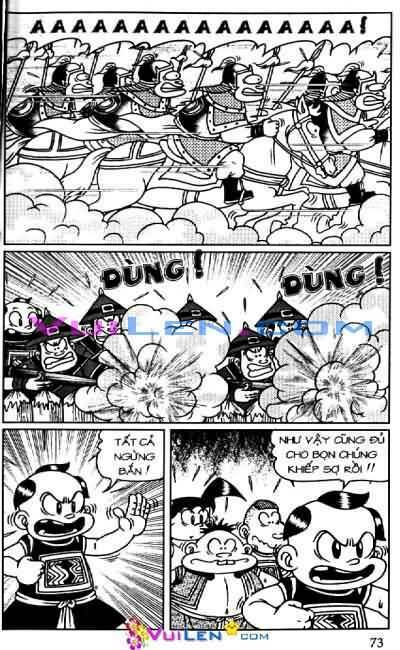 AAAAAAAAAAAAAAAA!
ĐÙNG!
ĐÙNG!
VUILEN.COM
TẤT CẢ
NGỪNG
BẮN!
NHƯ VẬY CŨNG ĐỦ
CHO BỌN CHÚNG
KHIẾP SỢ RỒI!!
73
VUILEN.COM